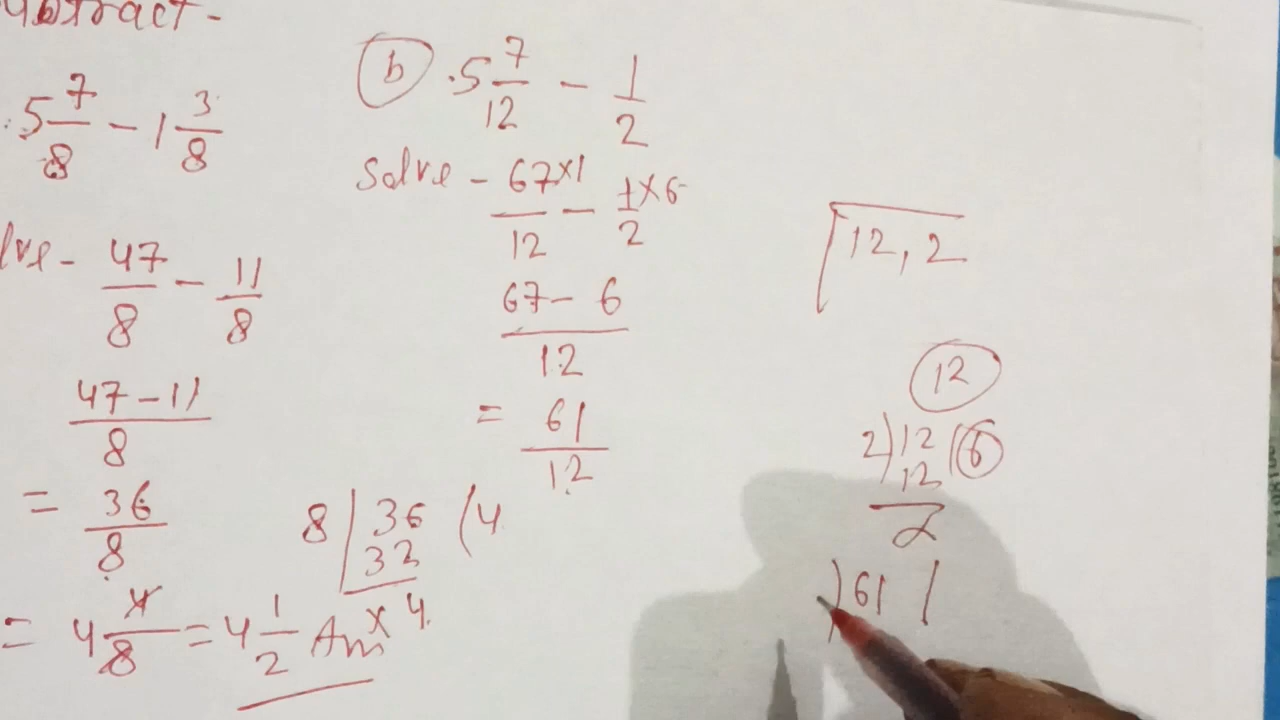 ubtract -
5 7/8 - 1 3/8
lve - 47/8 - 11/8
47 - 11/8
= 36/8
= 4 4/8 = 4 1/2 Ans
8 36 (4
32
× 4
b 5 7/12 - 1/2
Solve - 67×1/12 - 1×6/2
67 - 6/12
= 61/12
12, 2
12
2)12(6
12
)61